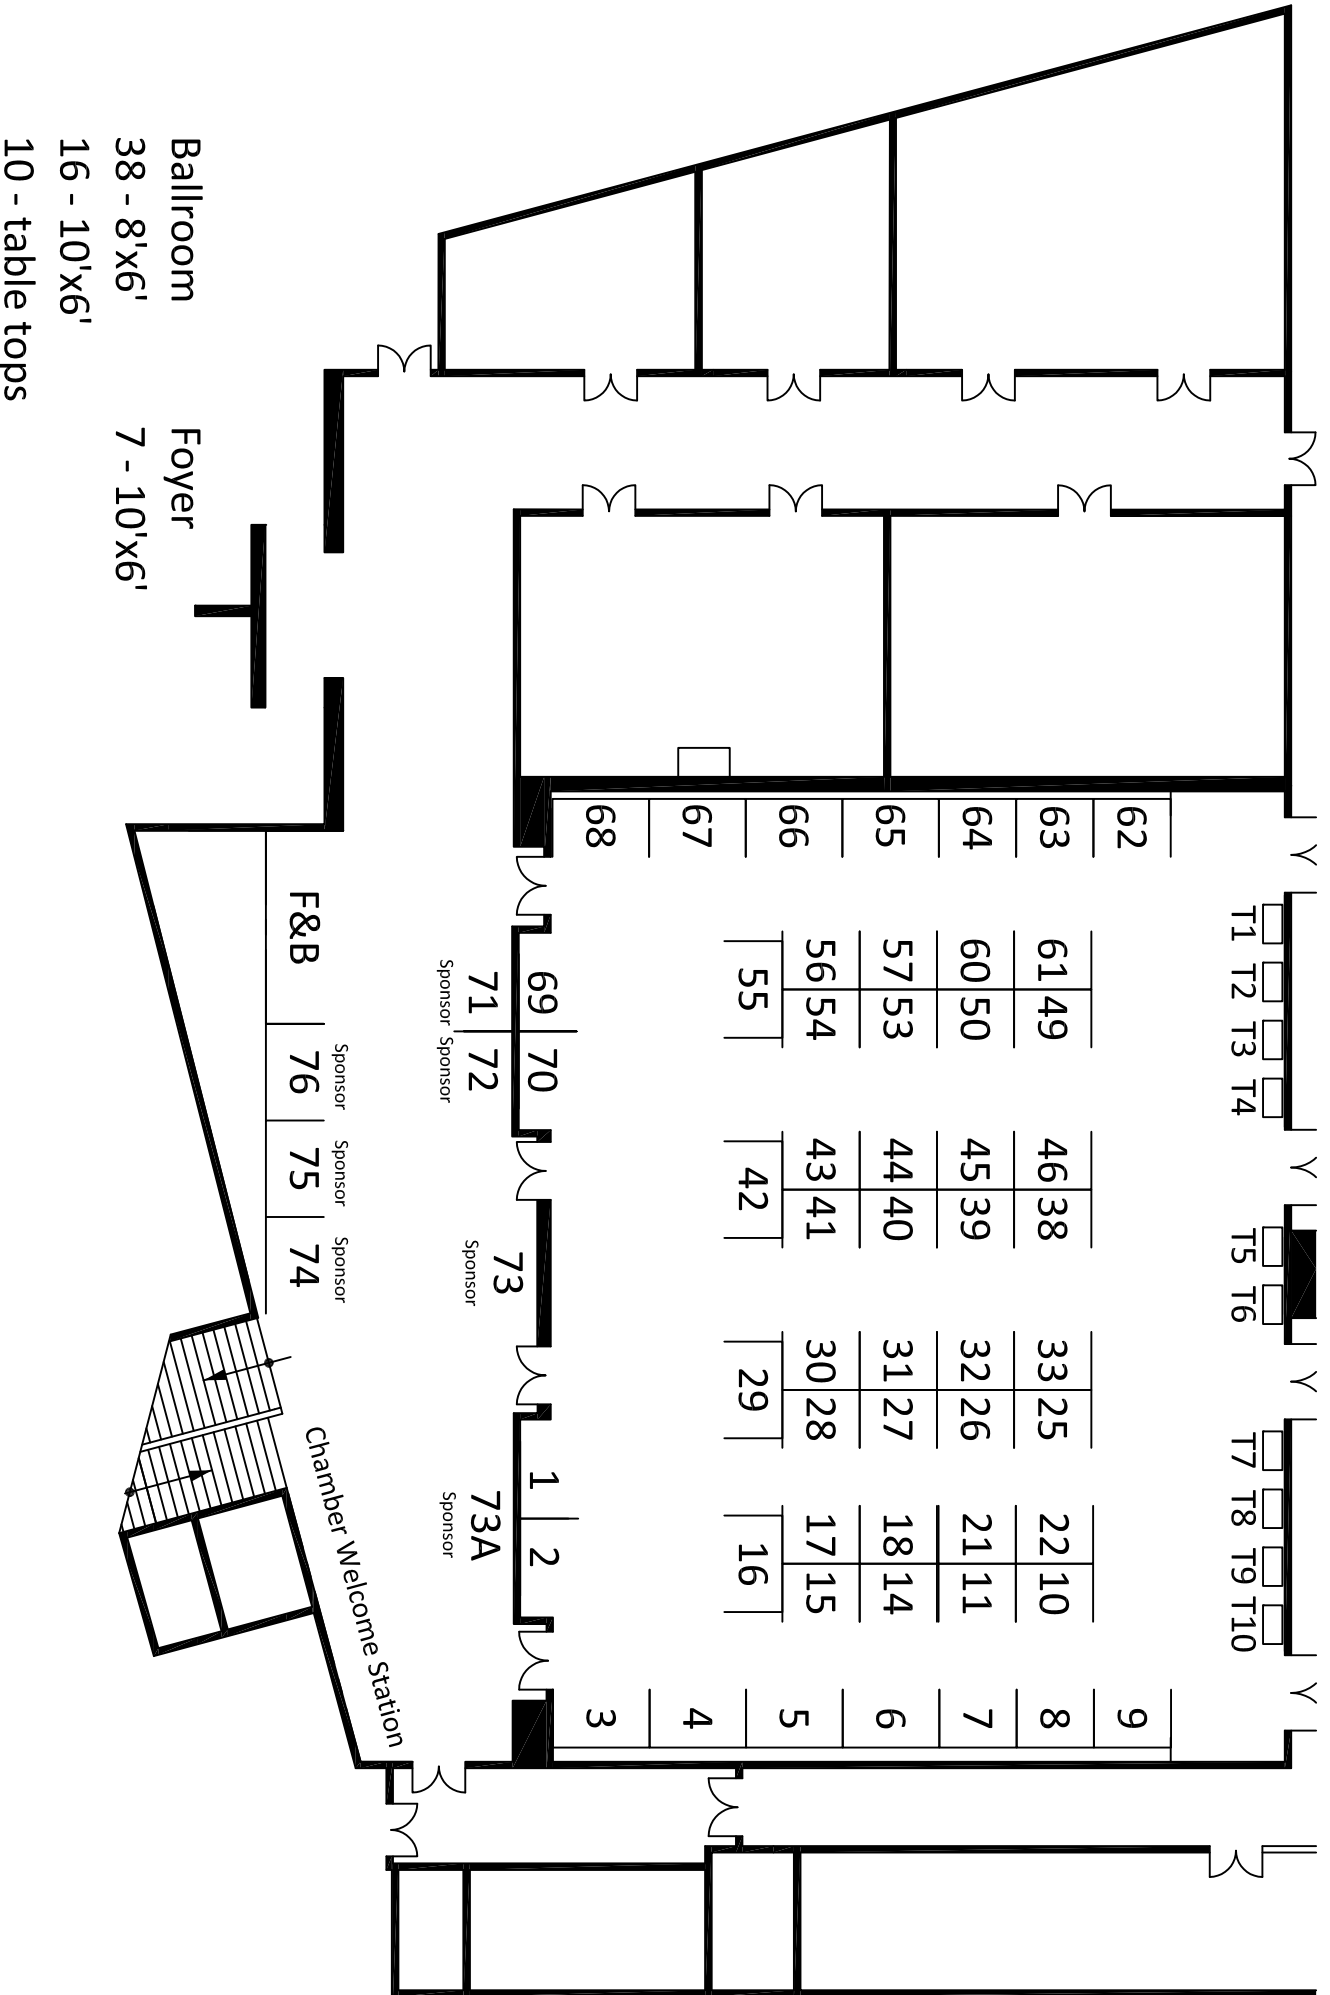 T1 T2 T3 T4 T5 T6 T7 T8 T9 T10
62 9
63 61 49 46 38 33 25 22 10 8
64 60 50 45 39 32 26 21 11 7
65 57 53 44 40 31 27 18 14 6
66 56 54 43 41 30 28 17 15 5
67 55 42 29 16 4
68 3
69 70 1 2
71 72 73 73A
Sponsor Sponsor Sponsor Sponsor
Sponsor Sponsor Sponsor
F&B 76 75 74
Chamber Welcome Station
Ballroom Foyer
38 - 8'x6' 7 - 10'x6'
16 - 10'x6'
10 - table tops